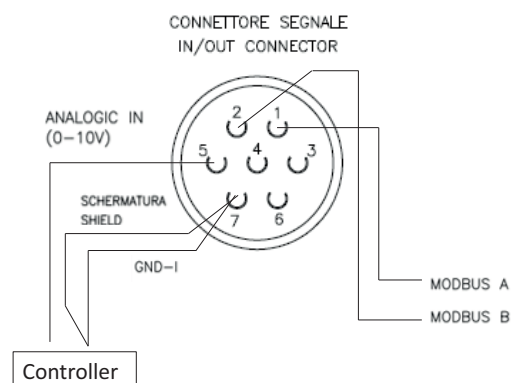 CONNETTORE SEGNALE
IN/OUT CONNECTOR
ANALOGIC IN
(0-10V)
2
1
5
4
3
SCHERMATURA
SHIELD
7
6
GND-I
MODBUS A
MODBUS B
Controller